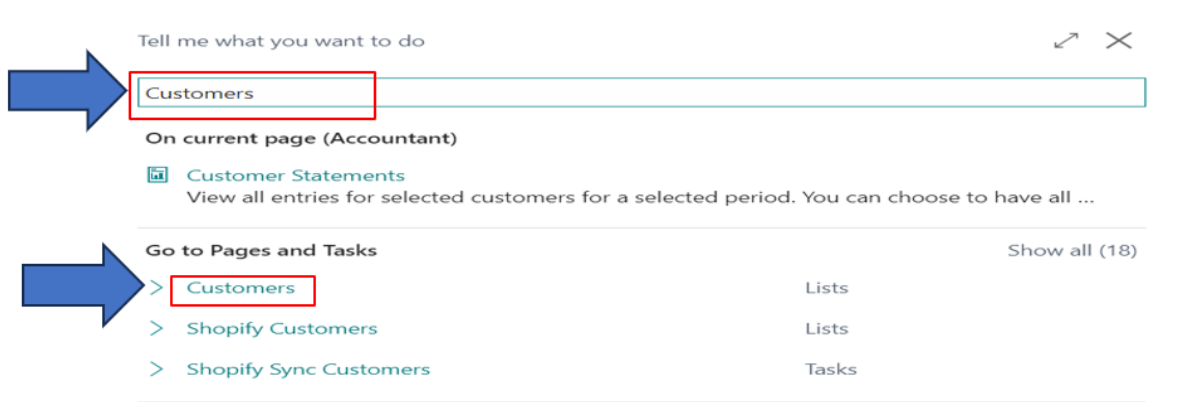 Tell me what you want to do
Customers
On current page (Accountant)
Customer Statements
View all entries for selected customers for a selected period. You can choose to have all ...
Go to Pages and Tasks Show all (18)
Customers Lists
Shopify Customers Lists
Shopify Sync Customers Tasks